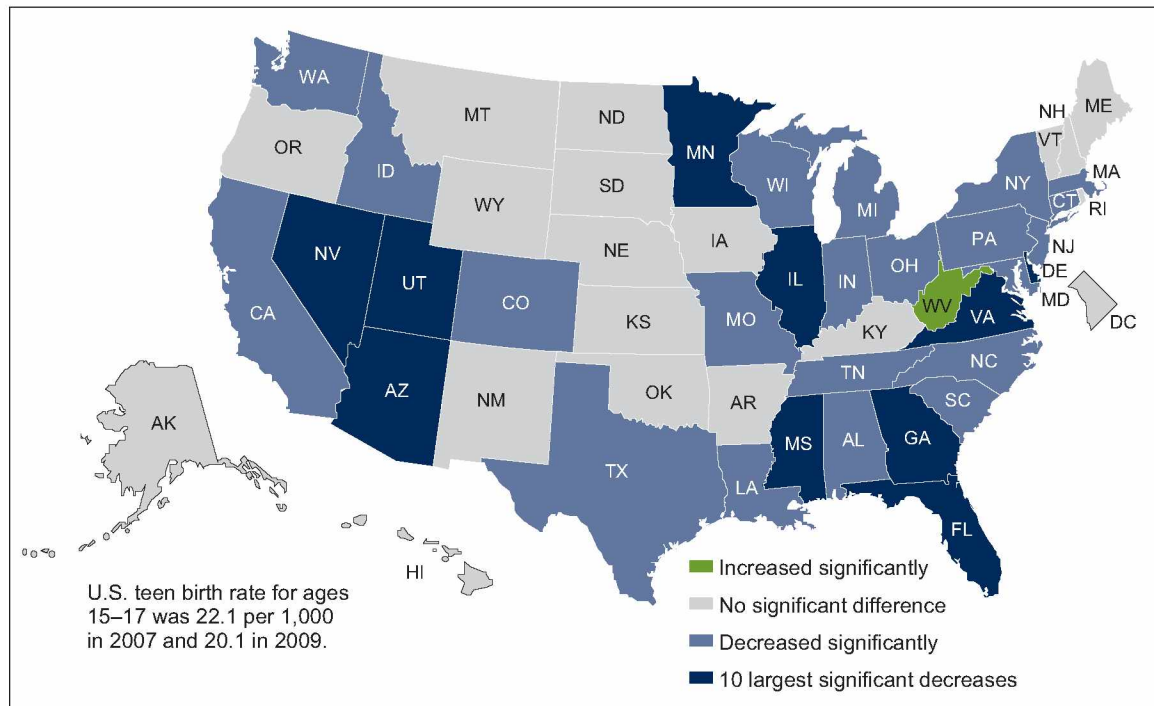 WA
MT
ND
MN
ME
NH
VT
OR
ID
WY
SD
WI
MI
NY
MA
CT
RI
NV
UT
CO
NE
IA
IL
IN
OH
PA
NJ
DE
MD
DC
CA
AZ
NM
KS
MO
KY
WV
VA
OK
AR
TN
NC
SC
TX
LA
MS
AL
GA
FL
AK
HI
U.S. teen birth rate for ages
15–17 was 22.1 per 1,000
in 2007 and 20.1 in 2009.
Increased significantly
No significant difference
Decreased significantly
10 largest significant decreases